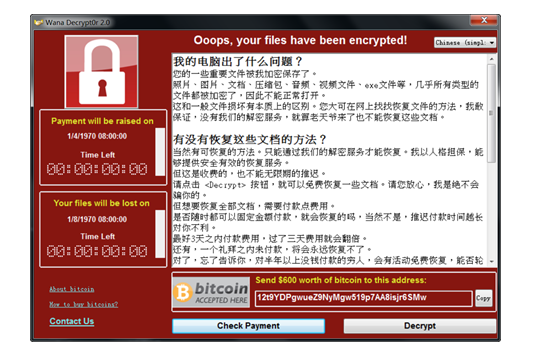 Wana Decrypt0r 2.0
Ooops, your files have been encrypted!
Chinese (simpl
Payment will be raised on
1/4/1970 08:00:00
Time Left
00:00:00:00
Your files will be lost on
1/8/1970 08:00:00
Time Left
00:00:00:00
About bitcoin
How to buy bitcoins?
Contact Us
我的电脑出了什么问题？
您的一些重要文件被我加密保存了。
照片、图片、文档、压缩包、音频、视频文件、exe文件等，几乎所有类型的
文件都被加密了，因此不能正常打开。
这和一般文件损坏有本质上的区别。您大可在网上找找恢复文件的方法，我敢
保证，没有我们的解密服务，就算老天爷来了也不能恢复这些文档。
有没有恢复这些文档的方法？
当然有可恢复的方法。只能通过我们的解密服务才能恢复。我以人格担保，能
够提供安全有效的恢复服务。
但这是收费的，也不能无限期的推迟。
请点击 <Decrypt> 按钮，就可以免费恢复一些文档。请您放心，我是绝不会
骗你的。
但想要恢复全部文档，需要付款点费用。
是否随时都可以固定金额付款，就会恢复的吗，当然不是，推迟付款时间越长
对你不利。
最好3天之内付款费用，过了三天费用就会翻倍。
还有，一个礼拜之内未付款，将会永远恢复不了。
对了，忘了告诉你，对半年以上没钱付款的穷人，会有活动免费恢复，能否轮
bitcoin
ACCEPTED HERE
Send $600 worth of bitcoin to this address:
12t9YDPgwueZ9NyMgw519p7AA8isjr6SMw
Copy
Check Payment
Decrypt